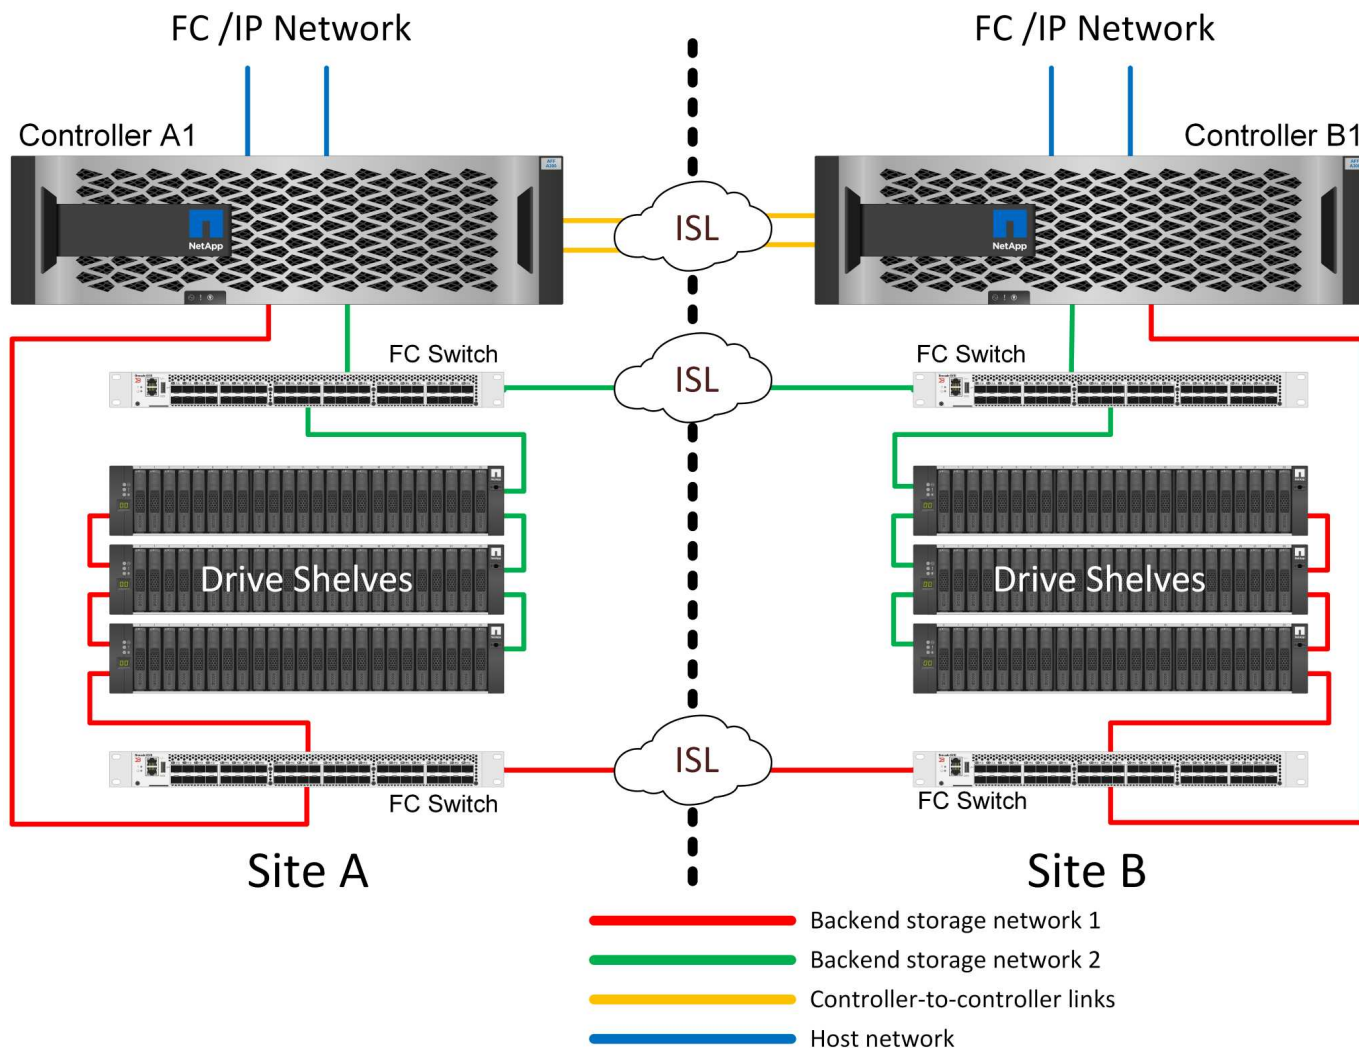 FC /IP Network
FC /IP Network
Controller A1
Controller B1
NetApp
ISL
NetApp
FC Switch
ISL
FC Switch
Drive Shelves
Drive Shelves
ISL
FC Switch
FC Switch
Site A
Site B
Backend storage network 1
Backend storage network 2
Controller-to-controller links
Host network